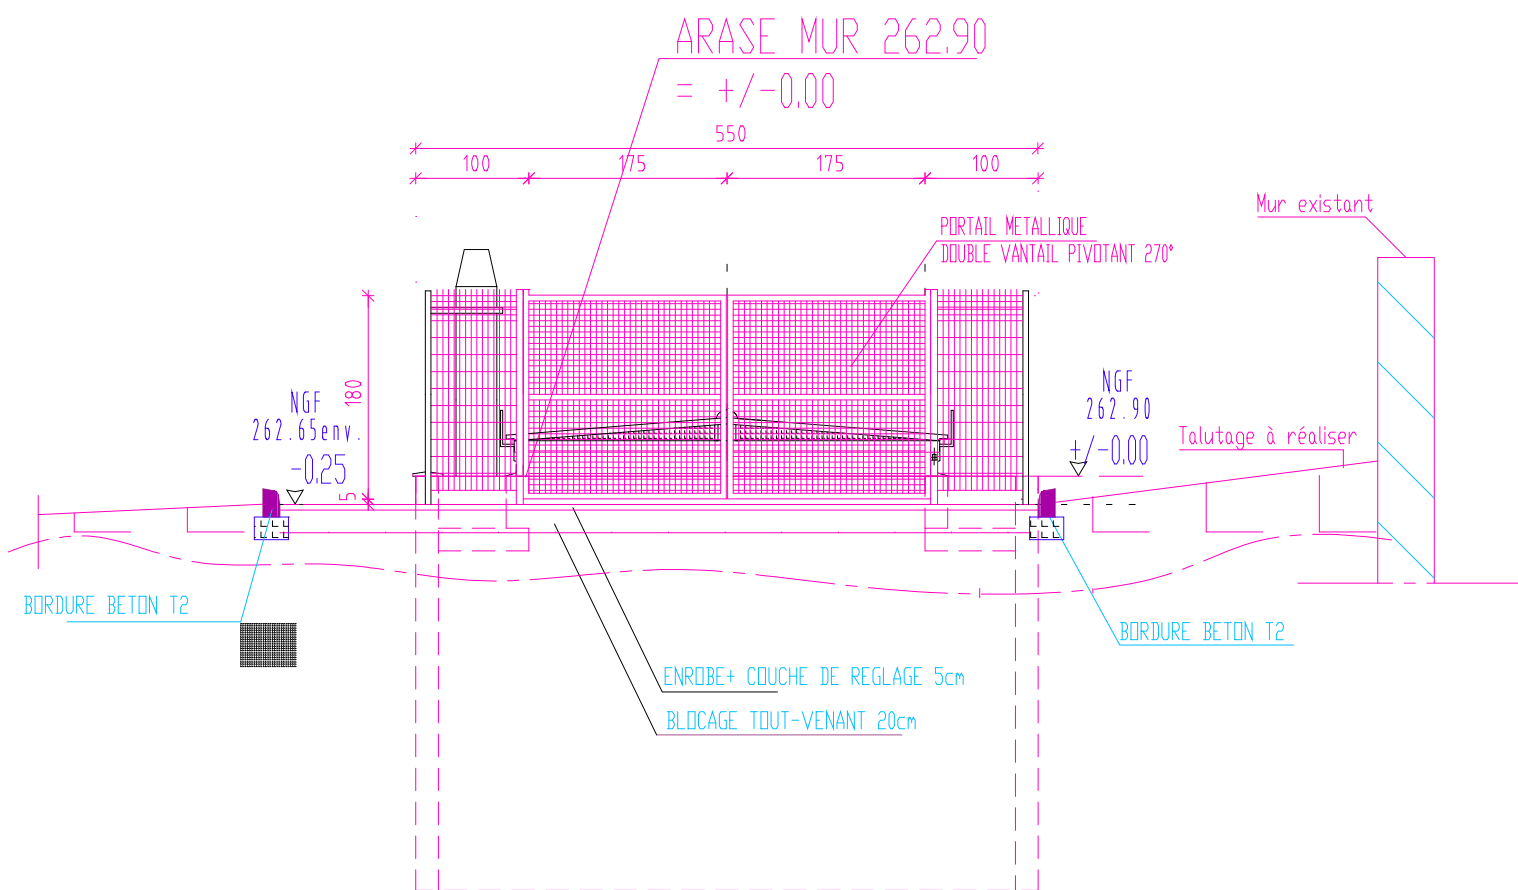 ARASE MUR 262.90
= +/-0.00
550
100
175
175
100
Mur existant
PORTAIL METALLIQUE
DOUBLE VANTAIL PIVOTANT 270°
180
NGF
262.65env.
-0.25
5
NGF
262.90
+/-0.00
Talutage à réaliser
BORDURE BETON T2
BORDURE BETON T2
ENROBE+ COUCHE DE REGLAGE 5cm
BLOCAGE TOUT-VENANT 20cm